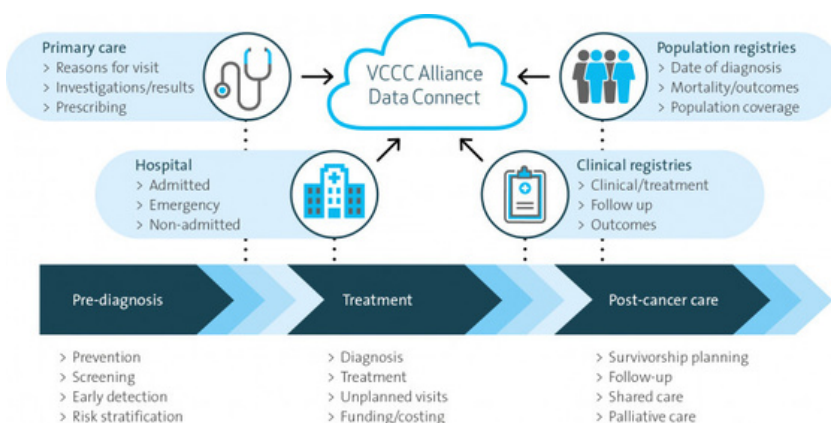 Primary care
> Reasons for visit
> Investigations/results
> Prescribing
VCCC Alliance
Data Connect
Population registries
> Date of diagnosis
> Mortality/outcomes
> Population coverage
Hospital
> Admitted
> Emergency
> Non-admitted
Clinical registries
> Clinical/treatment
> Follow up
> Outcomes
Pre-diagnosis
Treatment
Post-cancer care
> Prevention
> Screening
> Early detection
> Risk stratification
> Diagnosis
> Treatment
> Unplanned visits
> Funding/costing
> Survivorship planning
> Follow-up
> Shared care
> Palliative care